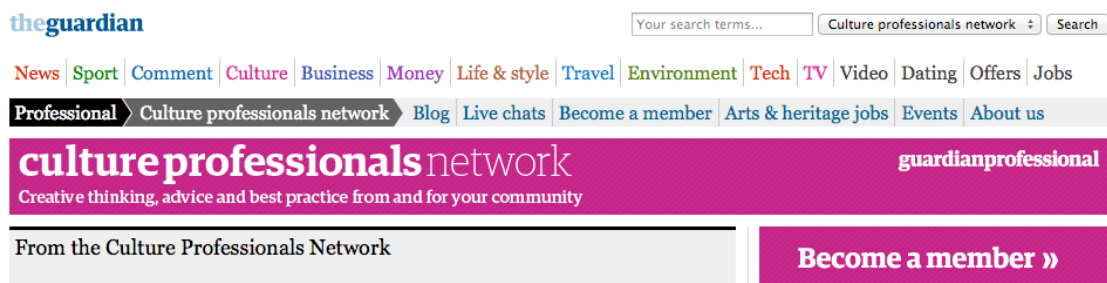 theguardian
Your search terms... Culture professionals network Search
News Sport Comment Culture Business Money Life & style Travel Environment Tech TV Video Dating Offers Jobs
Professional Culture professionals network Blog Live chats Become a member Arts & heritage jobs Events About us
cultureprofessionalsnetwork guardianprofessional
Creative thinking, advice and best practice from and for your community
From the Culture Professionals Network
Become a member »